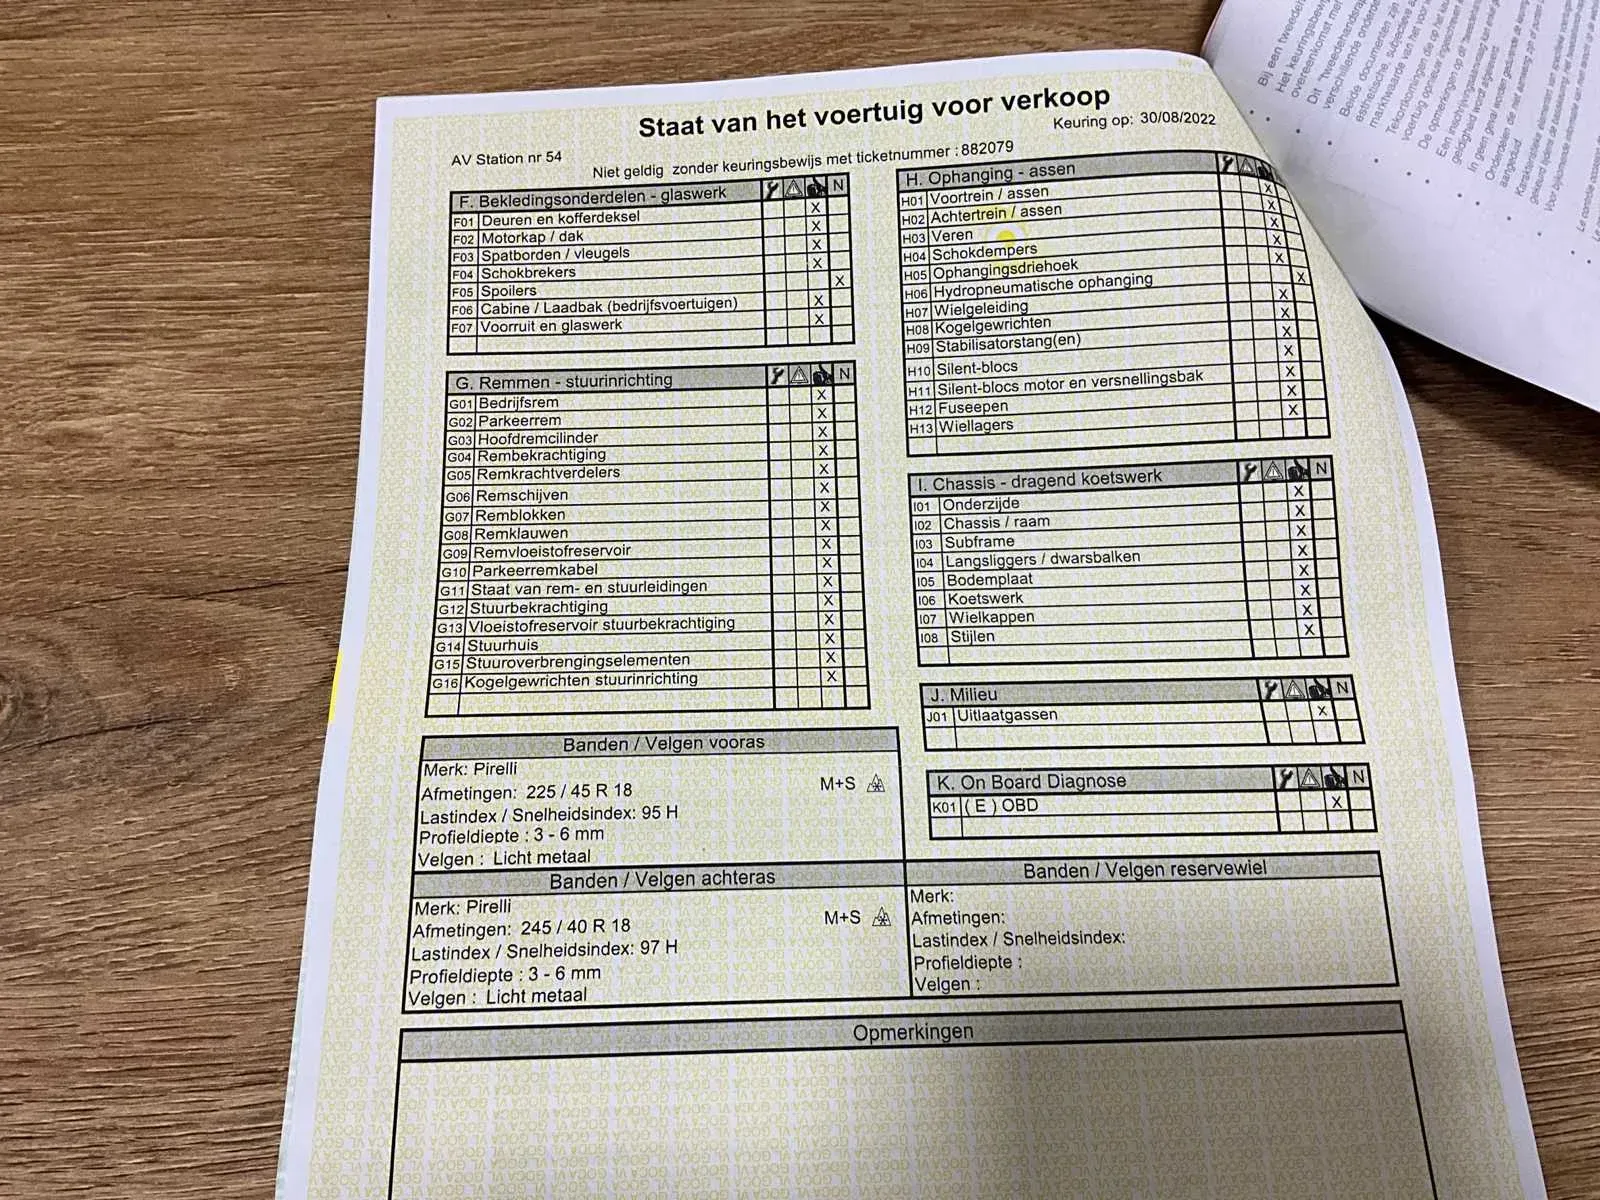 Staat van het voertuig voor verkoop
AV Station nr 54
Keuring op: 30/08/2022
Niet geldig zonder keuringsbewijs met ticketnummer : 882079
F. Bekledingsonderdelen - glaswerk N
F01 Deuren en kofferdeksel X
F02 Motorkap / dak X
F03 Spatborden / vleugels X
F04 Schokbrekers X
F05 Spoilers X
F06 Cabine / Laadbak (bedrijfsvoertuigen) X
F07 Voorruit en glaswerk X
G. Remmen - stuurinrichting N
G01 Bedrijfsrem X
G02 Parkeerrem X
G03 Hoofdremcilinder X
G04 Rembekrachtiging X
G05 Remkrachtverdelers X
G06 Remschijven X
G07 Remblokken X
G08 Remklauwen X
G09 Remvloeistofreservoir X
G10 Parkeerremkabel X
G11 Staat van rem- en stuurleidingen X
G12 Stuurbekrachtiging X
G13 Vloeistofreservoir stuurbekrachtiging X
G14 Stuurhuis X
G15 Stuuroverbrengingselementen X
G16 Kogelgewrichten stuurinrichting X
H. Ophanging - assen
H01 Voortrein / assen X
H02 Achtertrein / assen X
H03 Veren X
H04 Schokdempers X
H05 Ophangingsdriehoek X
H06 Hydropneumatische ophanging X
H07 Wielgeleiding X
H08 Kogelgewrichten X
H09 Stabilisatorstang(en) X
H10 Silent-blocs X
H11 Silent-blocs motor en versnellingsbak X
H12 Fuseepen X
H13 Wiellagers X
I. Chassis - dragend koetswerk N
I01 Onderzijde X
I02 Chassis / raam X
I03 Subframe X
I04 Langsliggers / dwarsbalken X
I05 Bodemplaat X
I06 Koetswerk X
I07 Wielkappen X
I08 Stijlen X
J. Milieu N
J01 Uitlaatgassen X
K. On Board Diagnose N
K01 ( E ) OBD X
Banden / Velgen vooras
Merk: Pirelli
Afmetingen: 225 / 45 R 18 M+S
Lastindex / Snelheidsindex: 95 H
Profieldiepte : 3 - 6 mm
Velgen : Licht metaal
Banden / Velgen achteras
Merk: Pirelli
Afmetingen: 245 / 40 R 18 M+S
Lastindex / Snelheidsindex: 97 H
Profieldiepte : 3 - 6 mm
Velgen : Licht metaal
Banden / Velgen reservewiel
Merk:
Afmetingen:
Lastindex / Snelheidsindex:
Profieldiepte :
Velgen :
Opmerkingen